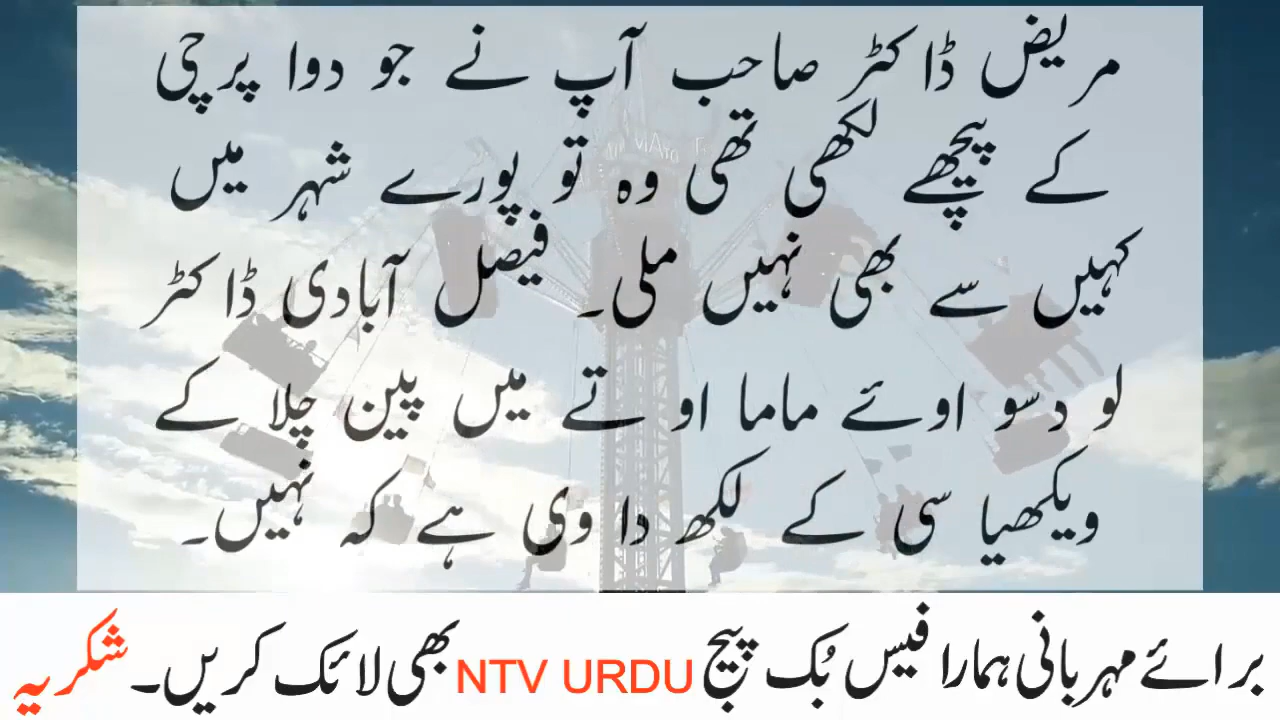 مریض ڈاکٹر صاحب آپ نے جو دوا پرچی
کے پیچھے لکھی تھی وہ تو پورے شہر میں
کہیں سے بھی نہیں ملی۔ فیصل آبادی ڈاکٹر
لو دسو اوئے ماما او تے میں پین چلا کے
ویکھیا سی کے لکھ دا وی ہے کہ نہیں۔
برائے مہربانی ہمارا فیس بُک پیج NTV URDU بھی لائک کریں۔ شکریہ